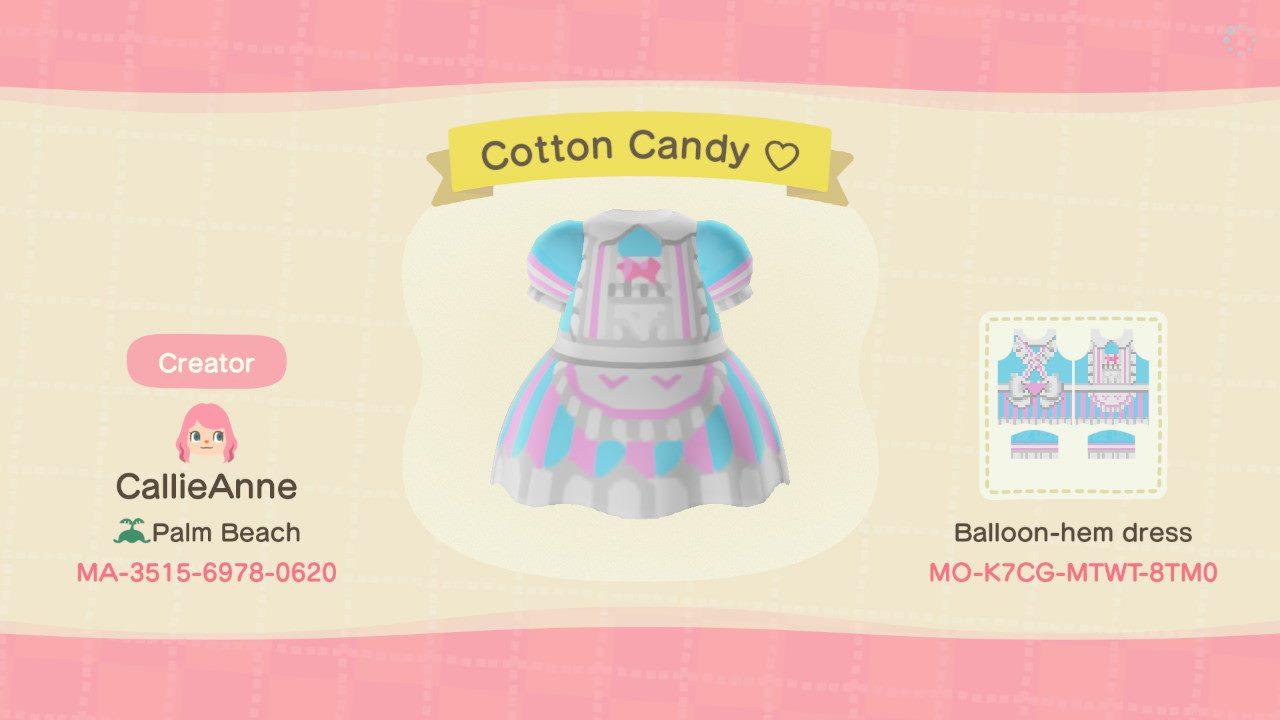 Cotton Candy ♡
Creator
CallieAnne
Palm Beach
MA-3515-6978-0620
Balloon-hem dress
MO-K7CG-MTWT-8TM0